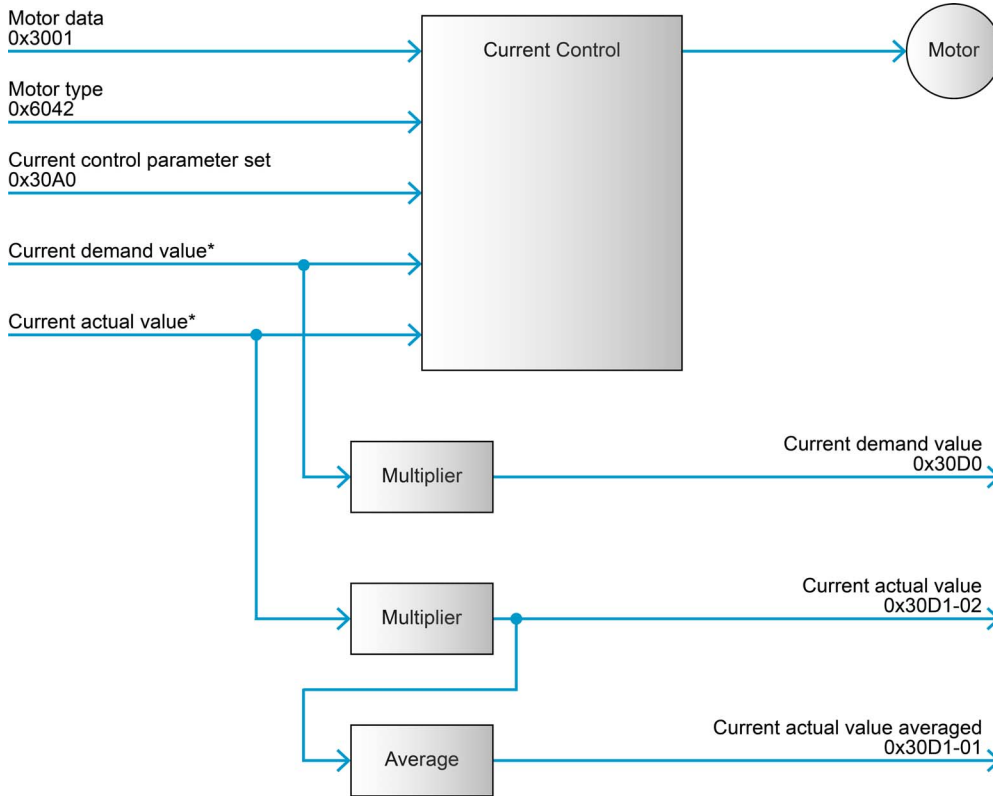 Motor data
0x3001
Current Control
Motor
Motor type
0x6042
Current control parameter set
0x30A0
Current demand value*
Current actual value*
Multiplier
Current demand value
0x30D0
Multiplier
Current actual value
0x30D1-02
Average
Current actual value averaged
0x30D1-01